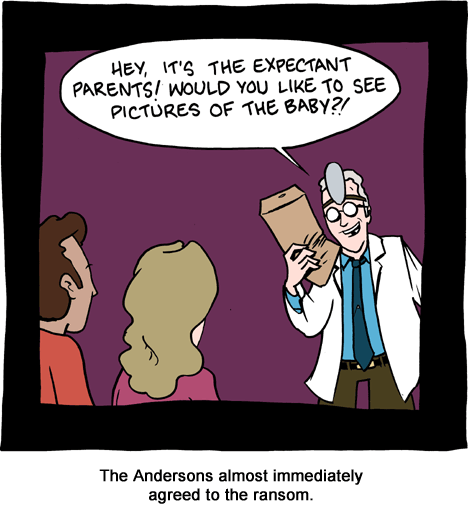 HEY, IT'S THE EXPECTANT
PARENTS! WOULD YOU LIKE TO SEE
PICTURES OF THE BABY?!
The Andersons almost immediately
agreed to the ransom.